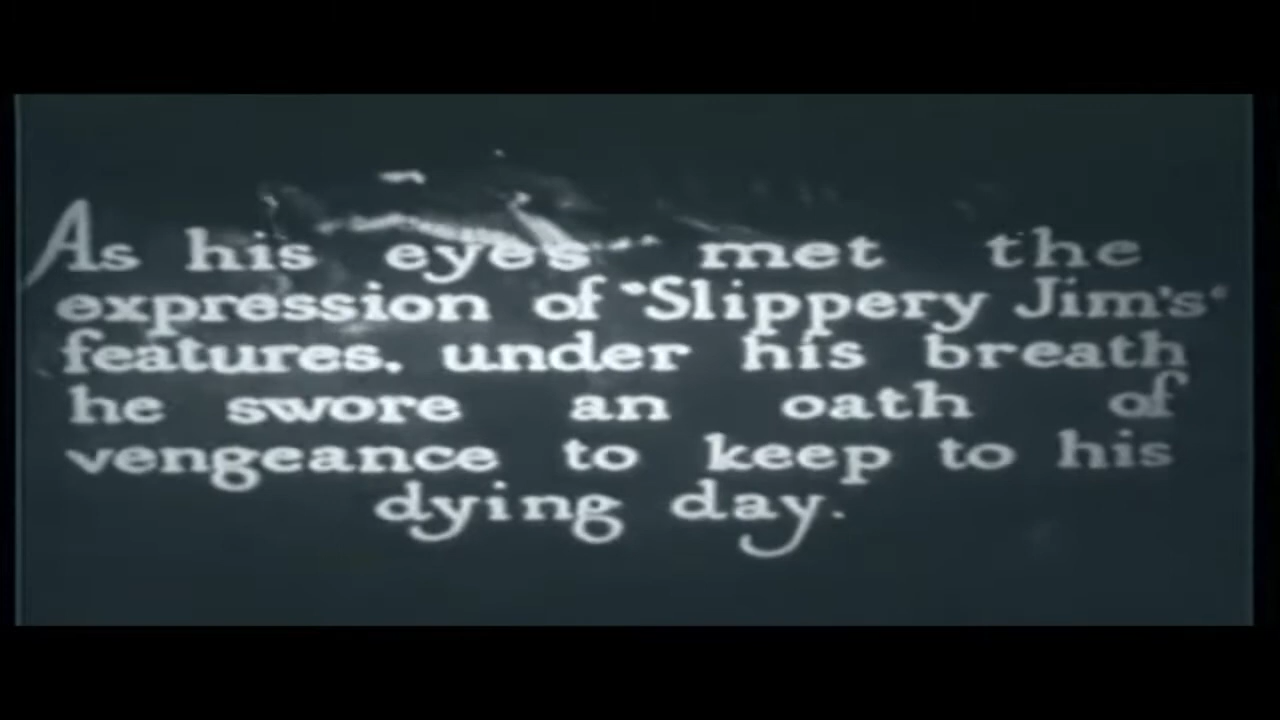 As his eyes met the
expression of "Slippery Jim's"
features. under his breath
he swore an oath of
vengeance to keep to his
dying day.